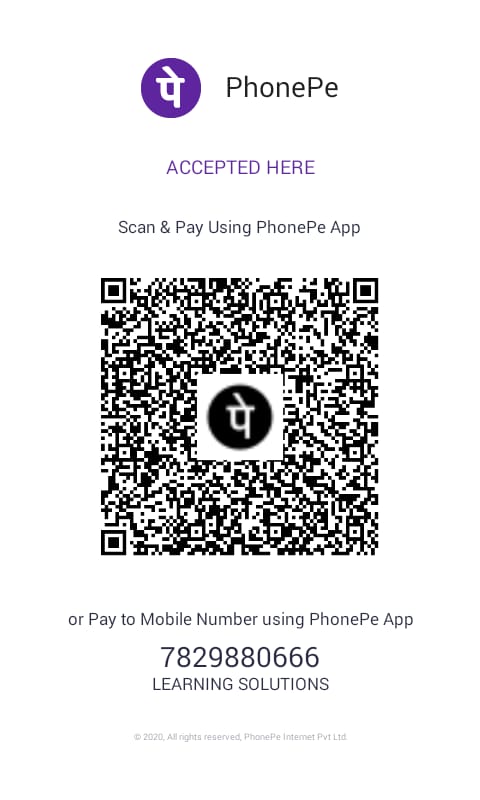 पे PhonePe
ACCEPTED HERE
Scan & Pay Using PhonePe App
पे
or Pay to Mobile Number using PhonePe App
7829880666
LEARNING SOLUTIONS
© 2020, All rights reserved, PhonePe Internet Pvt Ltd.